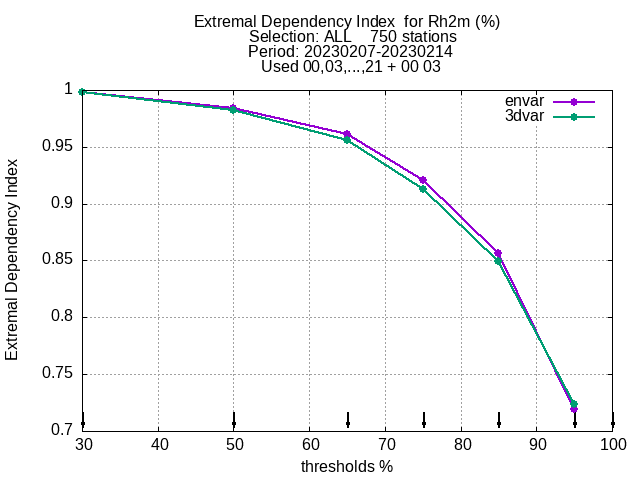 Extremal Dependency Index  for Rh2m (%)
Selection: ALL    750 stations
Period: 20230207-20230214
Used 00,03,...,21 + 00 03
envar
3dvar
1
0.95
0.9
0.85
0.8
0.75
0.7
Extremal Dependency Index
30 40 50 60 70 80 90 100
thresholds %